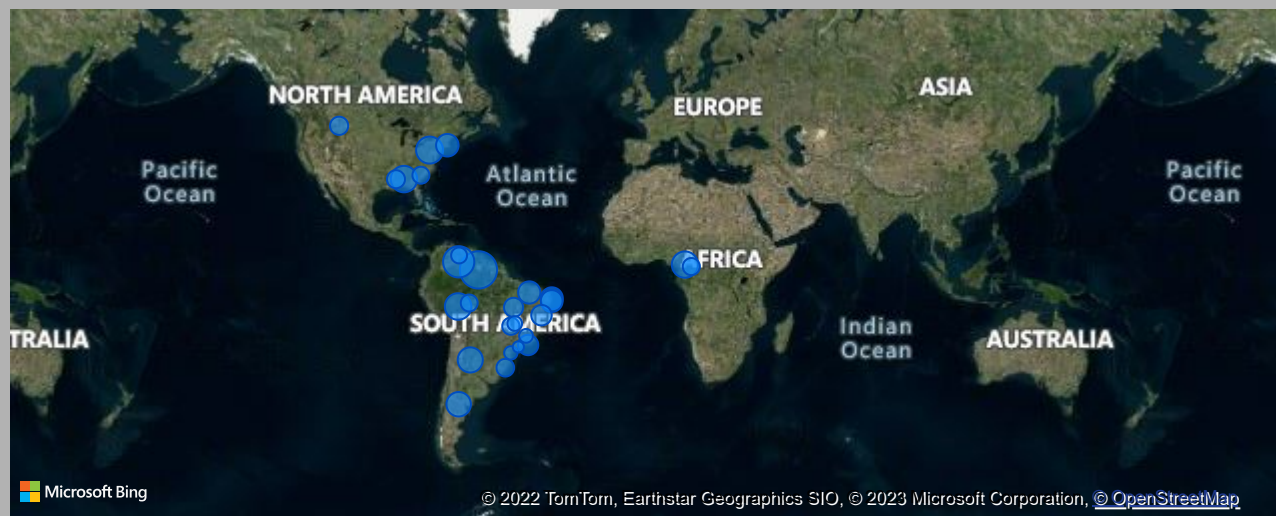 NORTH AMERICA
EUROPE
ASIA
Pacific
Ocean
Atlantic
Ocean
Pacific
Ocean
FRICA
SOUTH AMERICA
Indian
Ocean
TRALIA
AUSTRALIA
Microsoft Bing
© 2022 TomTom, Earthstar Geographics SIO, © 2023 Microsoft Corporation, © OpenStreetMap